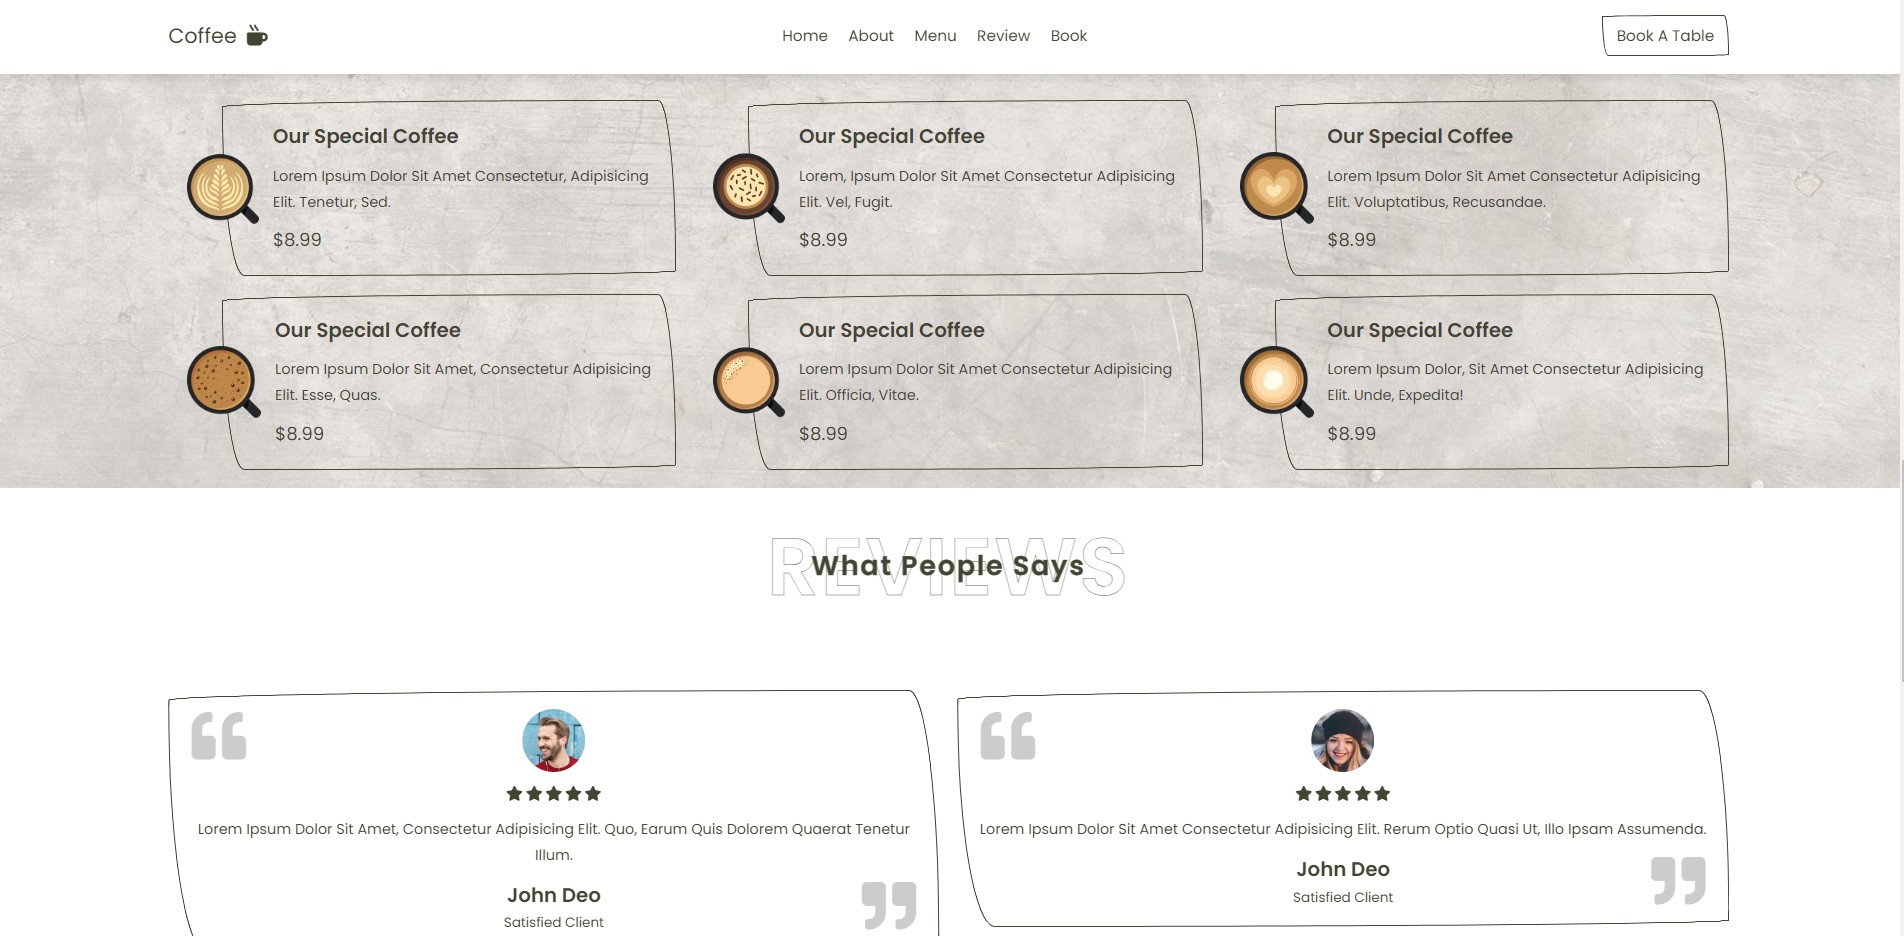 Coffee
Home About Menu Review Book
Book A Table
Our Special Coffee
Lorem Ipsum Dolor Sit Amet Consectetur, Adipisicing
Elit. Tenetur, Sed.
$8.99
Our Special Coffee
Lorem, Ipsum Dolor Sit Amet Consectetur Adipisicing
Elit. Vel, Fugit.
$8.99
Our Special Coffee
Lorem Ipsum Dolor Sit Amet Consectetur Adipisicing
Elit. Voluptatibus, Recusandae.
$8.99
Our Special Coffee
Lorem Ipsum Dolor Sit Amet, Consectetur Adipisicing
Elit. Esse, Quas.
$8.99
Our Special Coffee
Lorem Ipsum Dolor Sit Amet Consectetur Adipisicing
Elit. Officia, Vitae.
$8.99
Our Special Coffee
Lorem Ipsum Dolor, Sit Amet Consectetur Adipisicing
Elit. Unde, Expedita!
$8.99
REVIEWS
What People Says
Lorem Ipsum Dolor Sit Amet, Consectetur Adipisicing Elit. Quo, Earum Quis Dolorem Quaerat Tenetur
Illum.
John Deo
Satisfied Client
Lorem Ipsum Dolor Sit Amet Consectetur Adipisicing Elit. Rerum Optio Quasi Ut, Illo Ipsam Assumenda.
John Deo
Satisfied Client